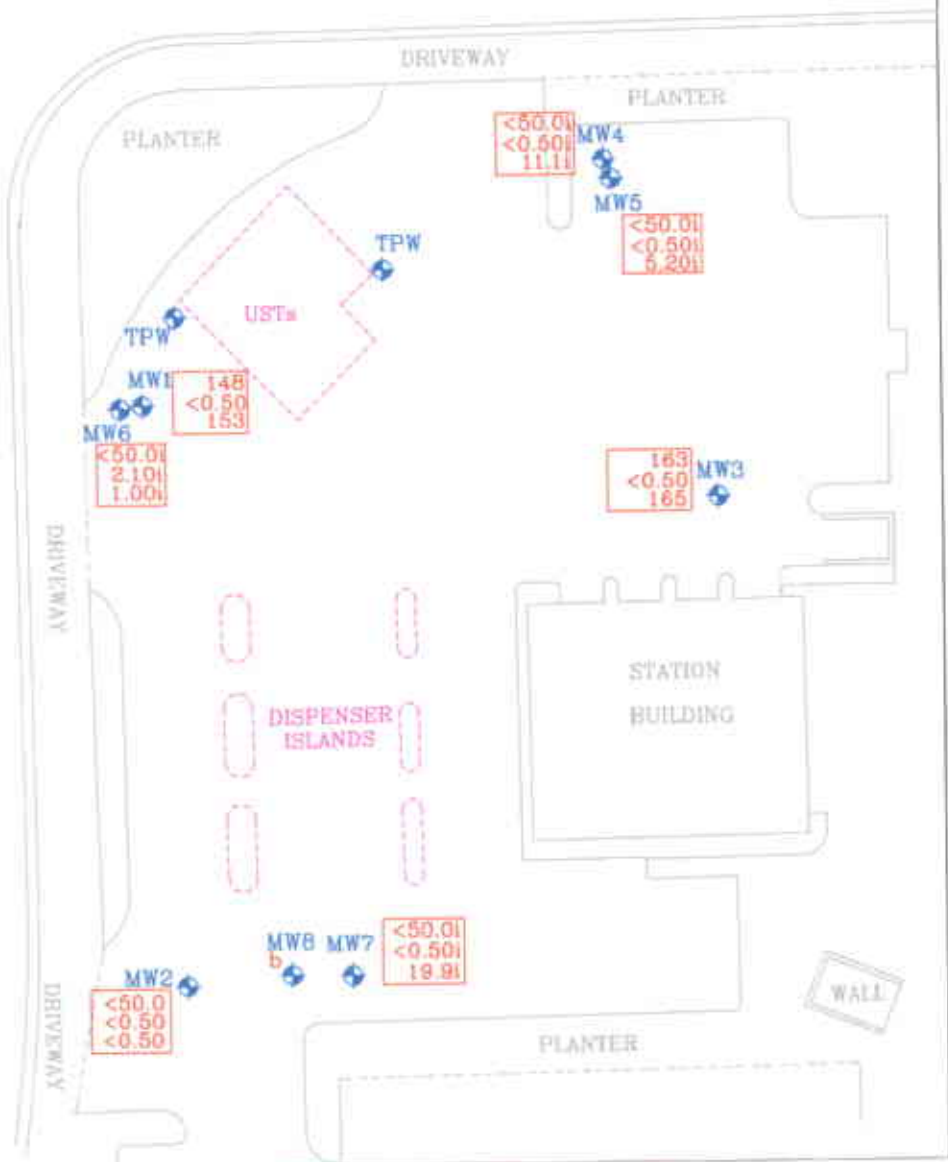 DRIVEWAY
PLANTER
PLANTER
<50.0i
<0.50i
11.1i
MW4
MW5
<50.0i
<0.50i
5.20i
TPW
USTs
TPW
MW1
148
<0.50
153
MW6
<50.0i
2.10i
1.00i
163
<0.50
165
MW3
DRIVEWAY
STATION
BUILDING
DISPENSER
ISLANDS
MW8
b
MW7
<50.0i
<0.50i
19.9i
MW2
<50.0
<0.50
<0.50
DRIVEWAY
WALL
PLANTER